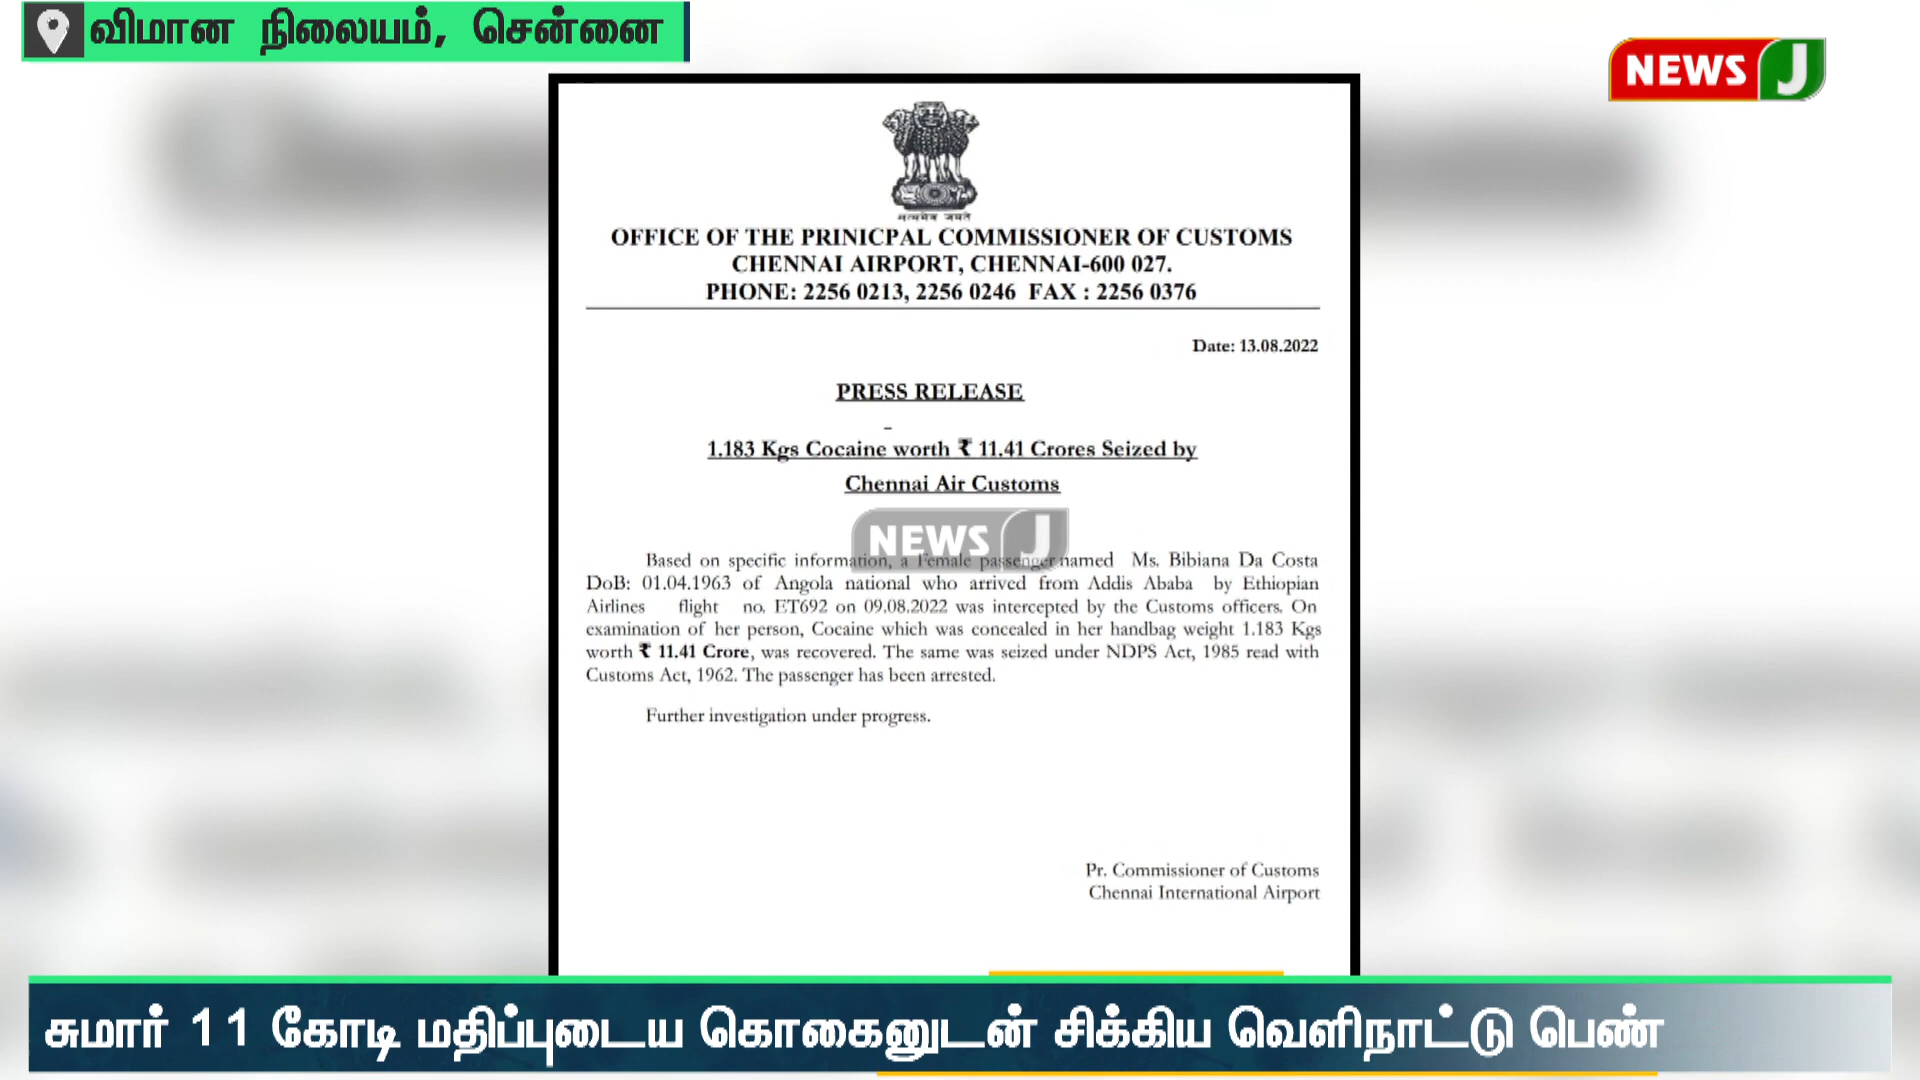 விமான நிலையம், சென்னை
NEWS J
सत्यमेव जयते
OFFICE OF THE PRINICPAL COMMISSIONER OF CUSTOMS
CHENNAI AIRPORT, CHENNAI-600 027.
PHONE: 2256 0213, 2256 0246 FAX : 2256 0376
Date: 13.08.2022
PRESS RELEASE
1.183 Kgs Cocaine worth ₹ 11.41 Crores Seized by
Chennai Air Customs
NEWS J
Based on specific information, a Female passenger named Ms. Bibiana Da Costa
DoB: 01.04.1963 of Angola national who arrived from Addis Ababa by Ethiopian
Airlines flight no. ET692 on 09.08.2022 was intercepted by the Customs officers. On
examination of her person, Cocaine which was concealed in her handbag weight 1.183 Kgs
worth ₹ 11.41 Crore, was recovered. The same was seized under NDPS Act, 1985 read with
Customs Act, 1962. The passenger has been arrested.
Further investigation under progress.
Pr. Commissioner of Customs
Chennai International Airport
சுமார் 11 கோடி மதிப்புடைய கொகைனுடன் சிக்கிய வெளிநாட்டு பெண்